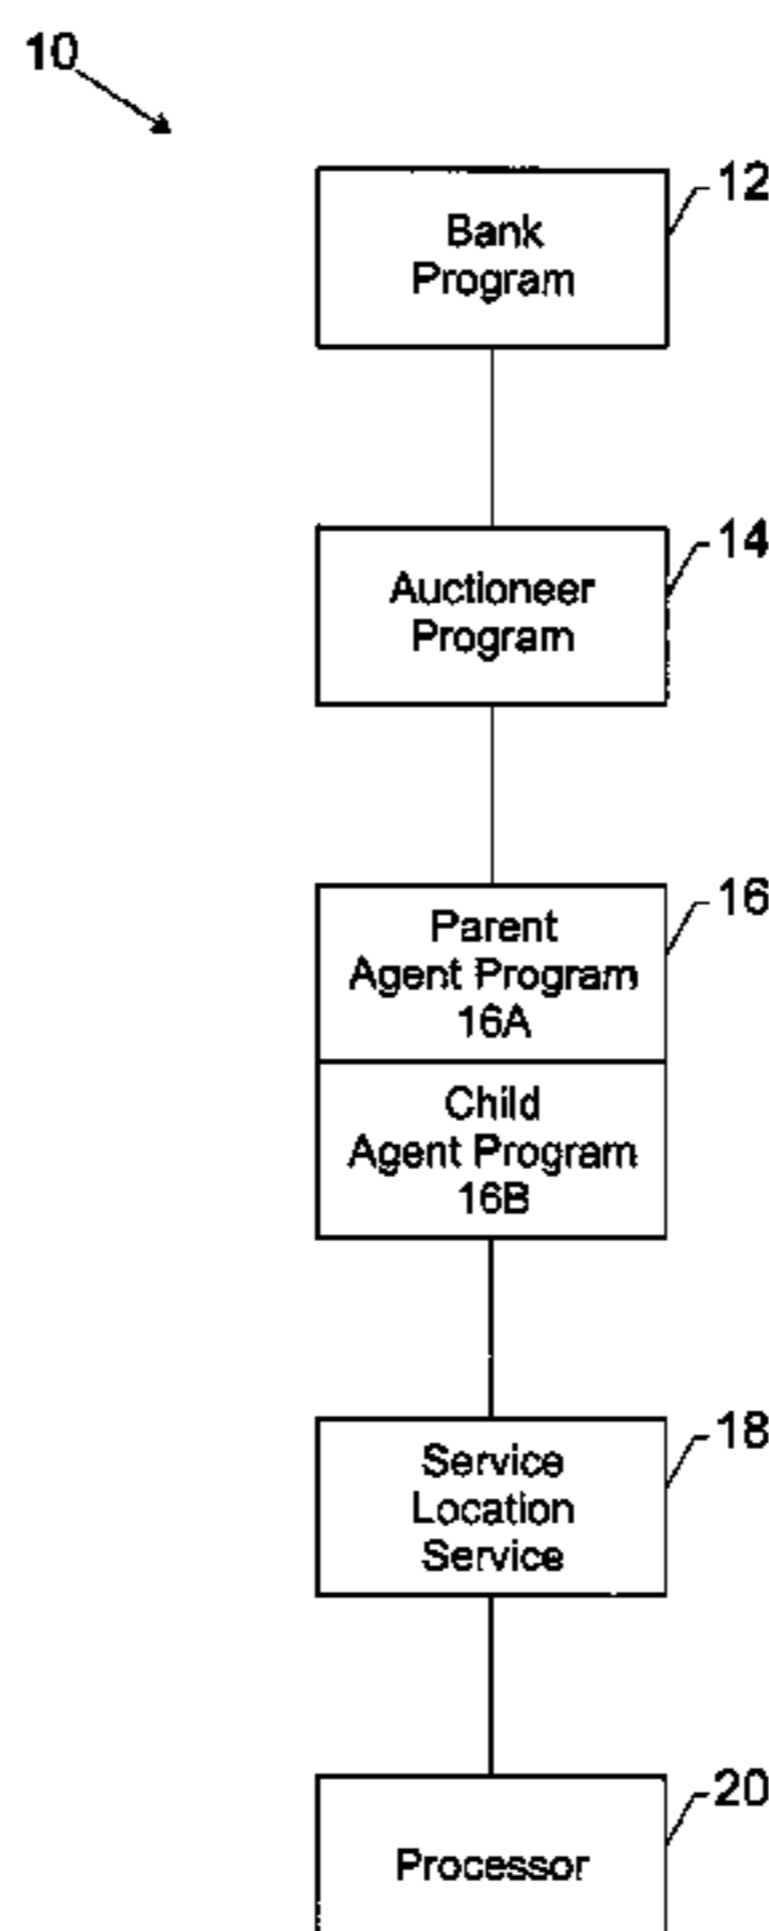 10
12
Bank
Program
14
Auctioneer
Program
16
Parent
Agent Program
16A
Child
Agent Program
16B
18
Service
Location
Service
20
Processor